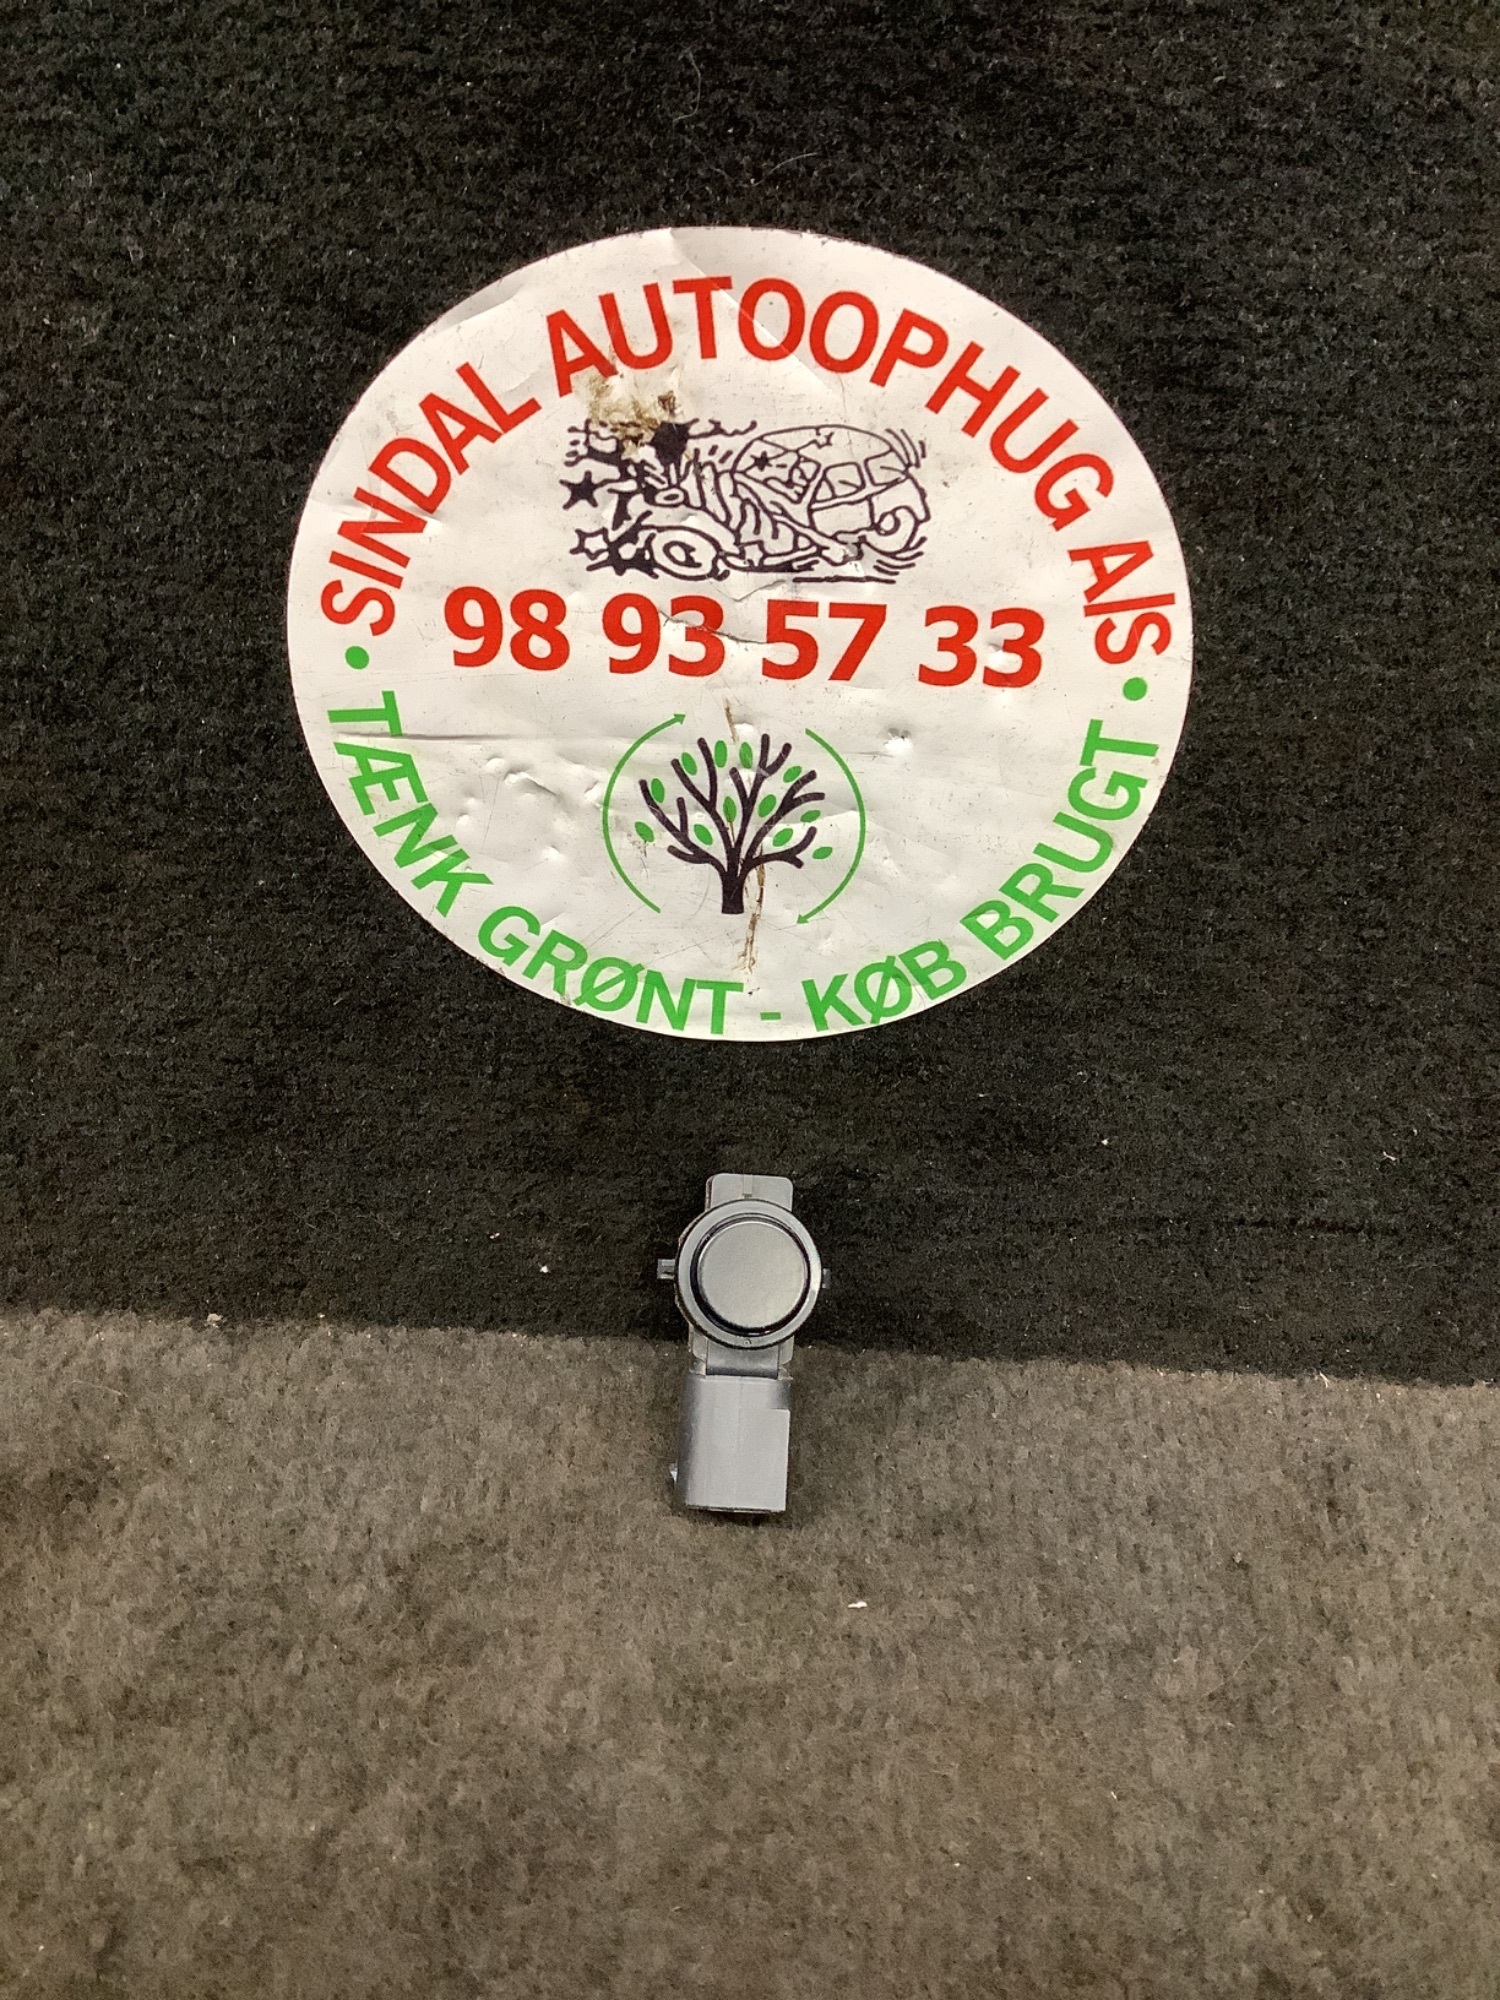 • SINDAL AUTOOPHUG A/S •
98 93 57 33
TÆNK GRØNT - KØB BRUGT